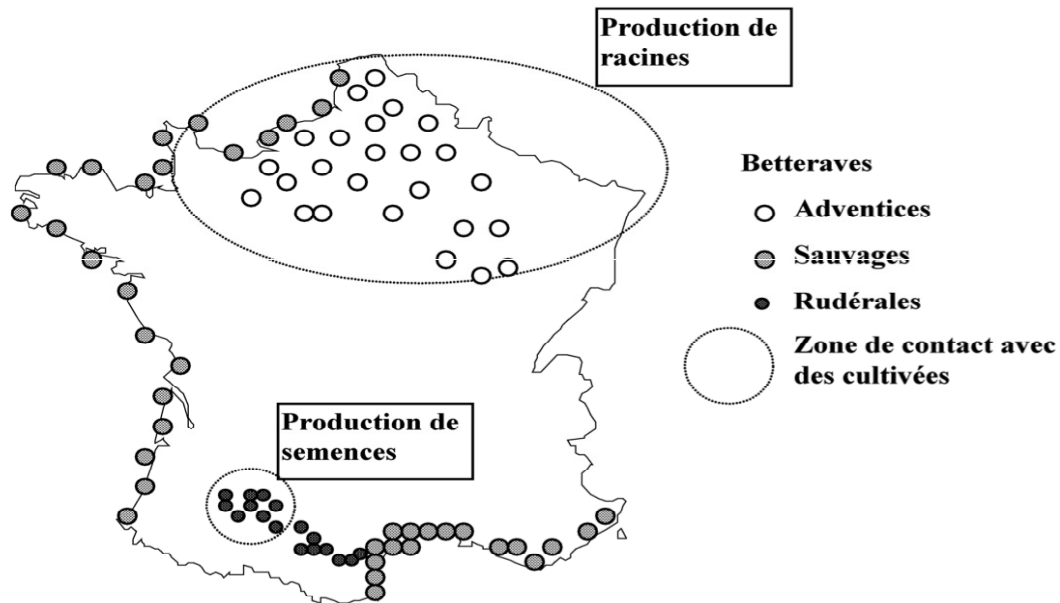 Production de
racines
Betteraves
Adventices
Sauvages
Rudérales
Zone de contact avec
des cultivées
Production de
semences